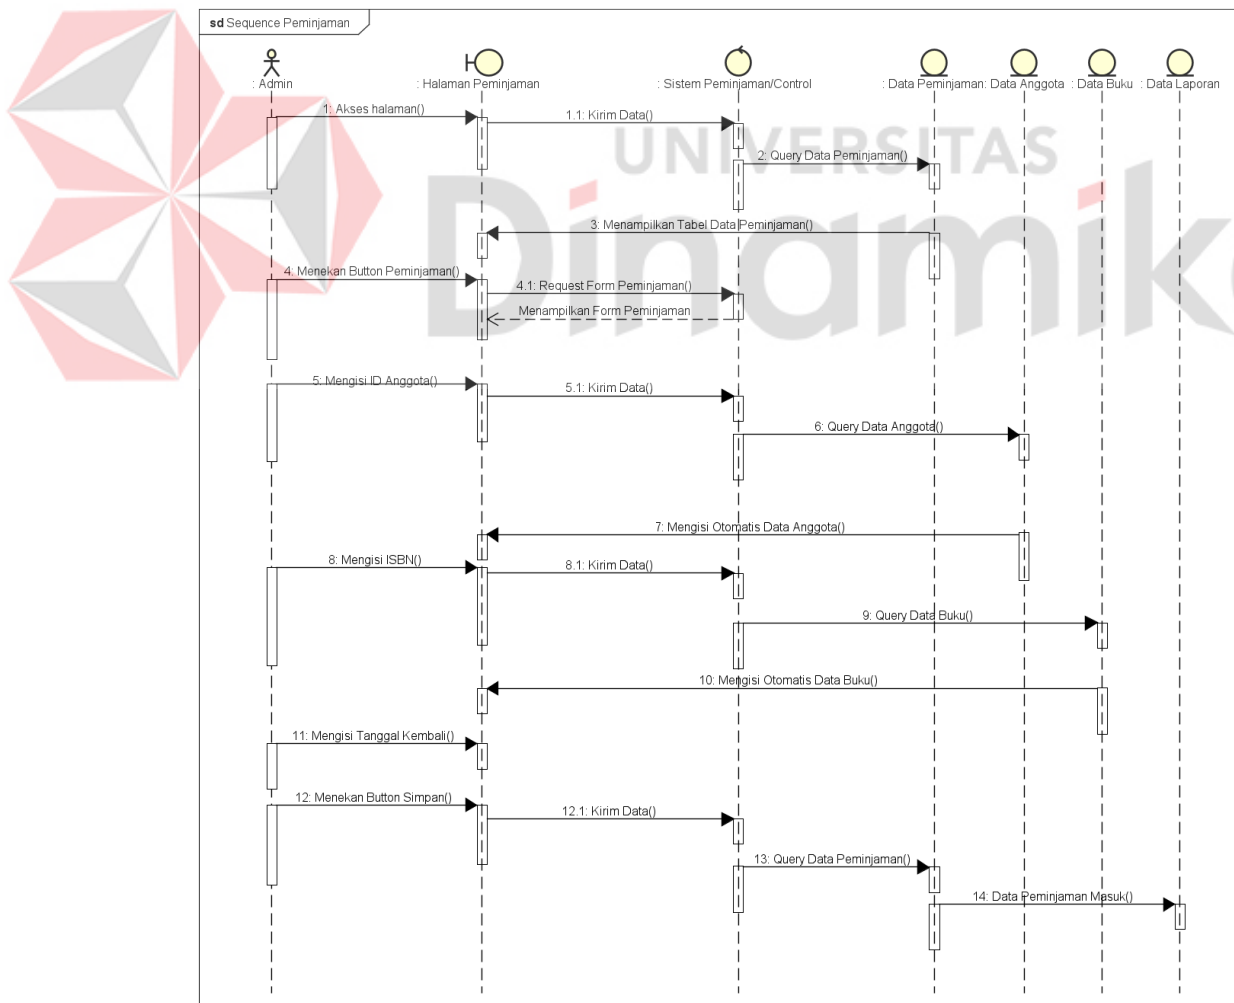 sd Sequence Peminjaman
: Admin
: Halaman Peminjaman
: Sistem Peminjaman/Control
: Data Peminjaman
: Data Anggota
: Data Buku
: Data Laporan
UNIVERSITAS
Dinamika
1: Akses halaman()
1.1: Kirim Data()
2: Query Data Peminjaman()
3: Menampilkan Tabel Data Peminjaman()
4: Menekan Button Peminjaman()
4.1: Request Form Peminjaman()
Menampilkan Form Peminjaman
5: Mengisi ID Anggota()
5.1: Kirim Data()
6: Query Data Anggota()
7: Mengisi Otomatis Data Anggota()
8: Mengisi ISBN()
8.1: Kirim Data()
9: Query Data Buku()
10: Mengisi Otomatis Data Buku()
11: Mengisi Tanggal Kembali()
12: Menekan Button Simpan()
12.1: Kirim Data()
13: Query Data Peminjaman()
14: Data Peminjaman Masuk()